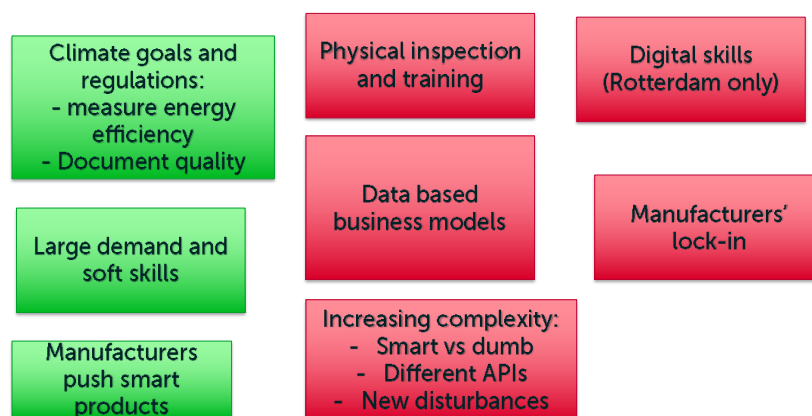 Climate goals and
regulations:
- measure energy
efficiency
- Document quality
Large demand and
soft skills
Manufacturers
push smart
products
Physical inspection
and training
Data based
business models
Increasing complexity:
- Smart vs dumb
- Different APIs
- New disturbances
Digital skills
(Rotterdam only)
Manufacturers’
lock-in